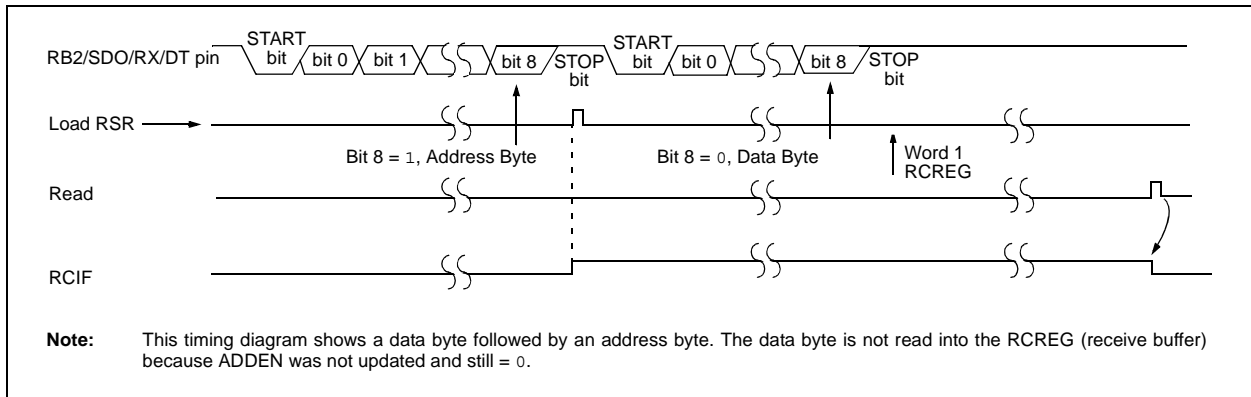 RB2/SDO/RX/DT pin
START
bit
bit 0
bit 1
bit 8
STOP
bit
START
bit
bit 0
bit 8
STOP
bit
Load RSR
Bit 8 = 1, Address Byte
Bit 8 = 0, Data Byte
Word 1
RCREG
Read
RCIF
Note: This timing diagram shows a data byte followed by an address byte. The data byte is not read into the RCREG (receive buffer)
because ADDEN was not updated and still = 0.